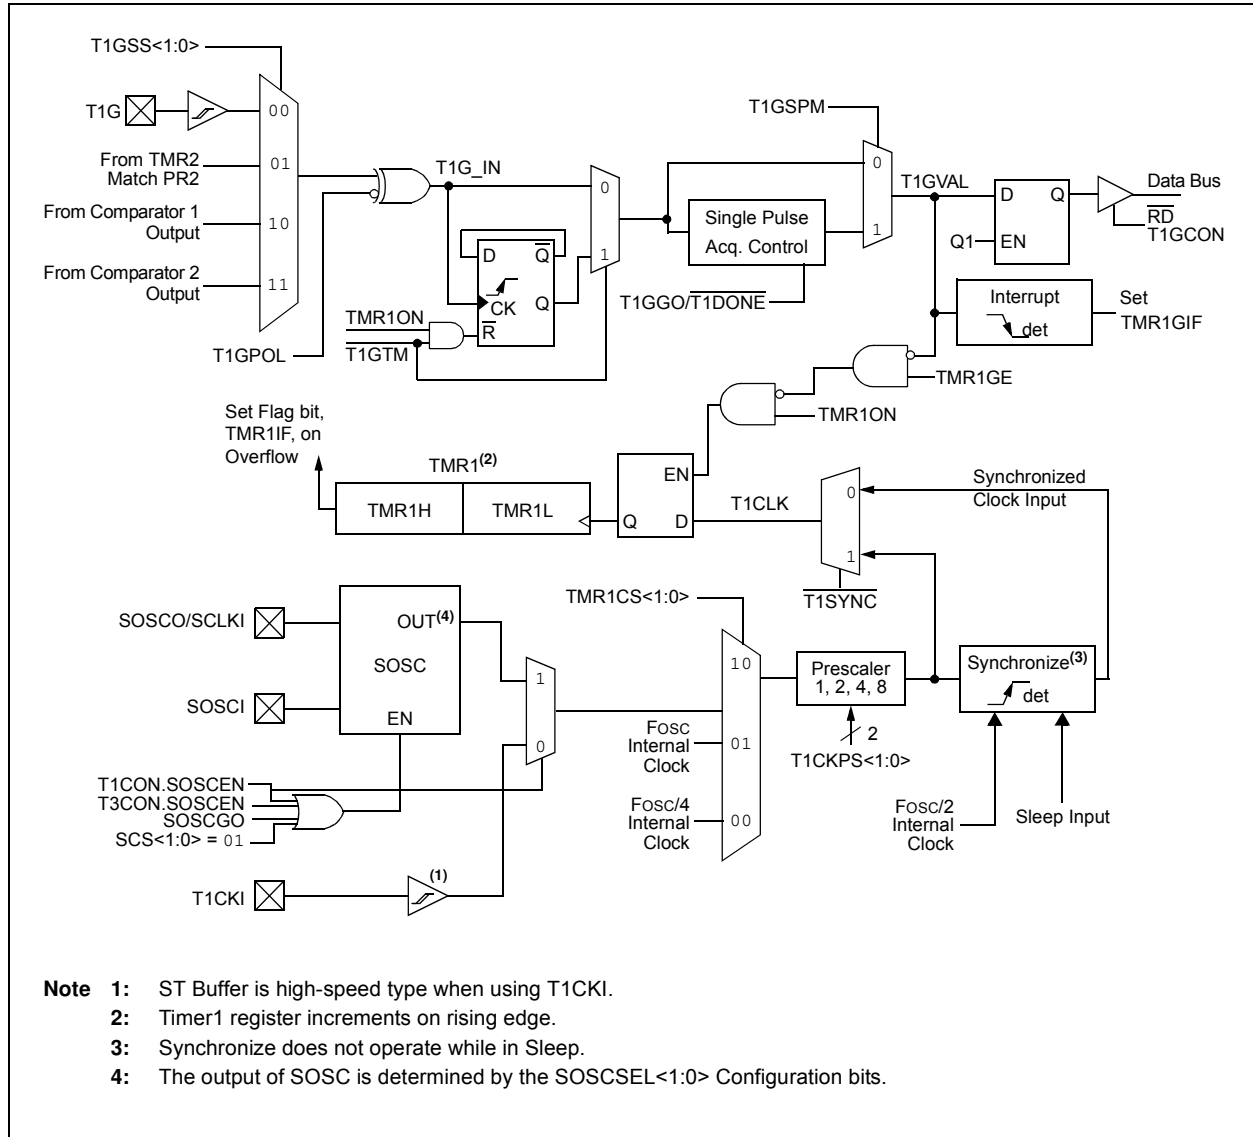 T1GSS<1:0>
T1G
00
From TMR2
Match PR2
01
From Comparator 1
Output
10
From Comparator 2
Output
11
T1GPOL
T1G_IN
0
1
D
Q
CK
Q
R
TMR1ON
T1GTM
T1GSPM
Single Pulse
Acq. Control
T1GGO/T1DONE
0
1
T1GVAL
D
Q
Q1
EN
Data Bus
RD
T1GCON
Interrupt
det
Set
TMR1GIF
TMR1GE
TMR1ON
Set Flag bit,
TMR1IF, on
Overflow
TMR1(2)
TMR1H
TMR1L
EN
Q
D
T1CLK
0
1
T1SYNC
Synchronized
Clock Input
SOSCO/SCLKI
OUT(4)
SOSC
SOSCI
EN
1
0
T1CON.SOSCEN
T3CON.SOSCEN
SOSCGO
SCS<1:0> = 01
T1CKI
(1)
TMR1CS<1:0>
10
FOSC
Internal
Clock
01
FOSC/4
Internal
Clock
00
Prescaler
1, 2, 4, 8
2
T1CKPS<1:0>
Synchronize(3)
det
FOSC/2
Internal
Clock
Sleep Input
Note 1: ST Buffer is high-speed type when using T1CKI.
2: Timer1 register increments on rising edge.
3: Synchronize does not operate while in Sleep.
4: The output of SOSC is determined by the SOSCSEL<1:0> Configuration bits.